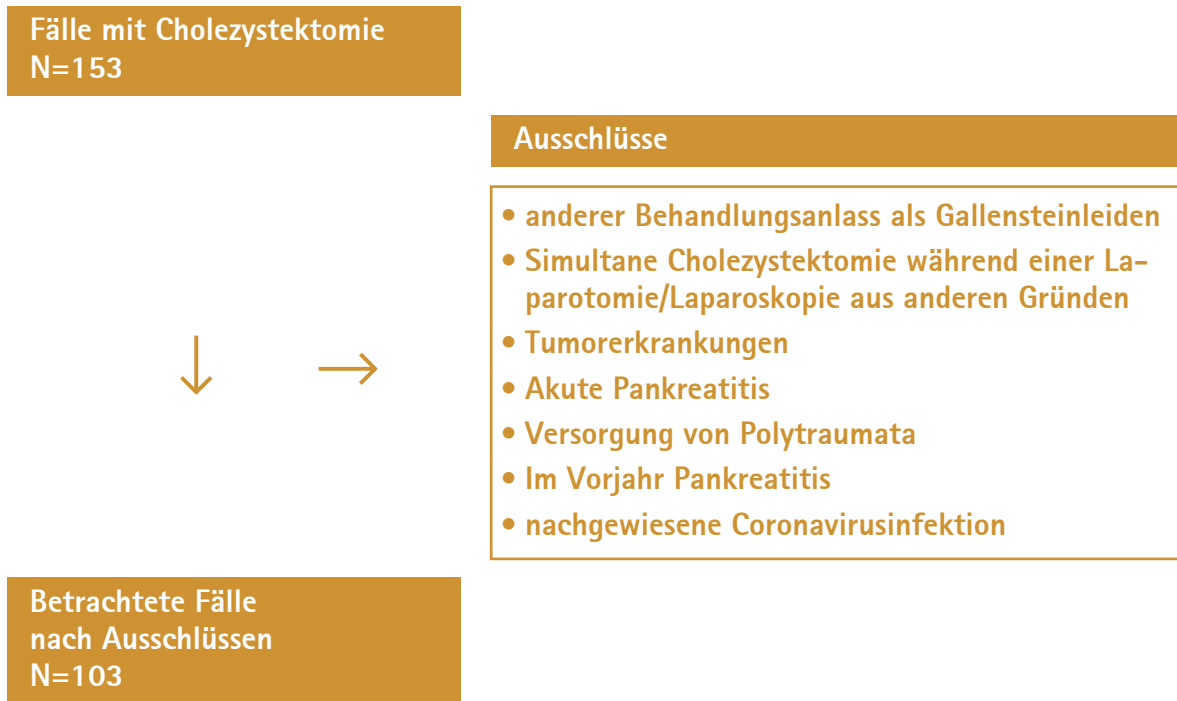 Fälle mit Cholezystektomie
N=153
Ausschlüsse
• anderer Behandlungsanlass als Gallensteinleiden
• Simultane Cholezystektomie während einer La-
parotomie/Laparoskopie aus anderen Gründen
• Tumorerkrankungen
• Akute Pankreatitis
• Versorgung von Polytraumata
• Im Vorjahr Pankreatitis
• nachgewiesene Coronavirusinfektion
Betrachtete Fälle
nach Ausschlüssen
N=103